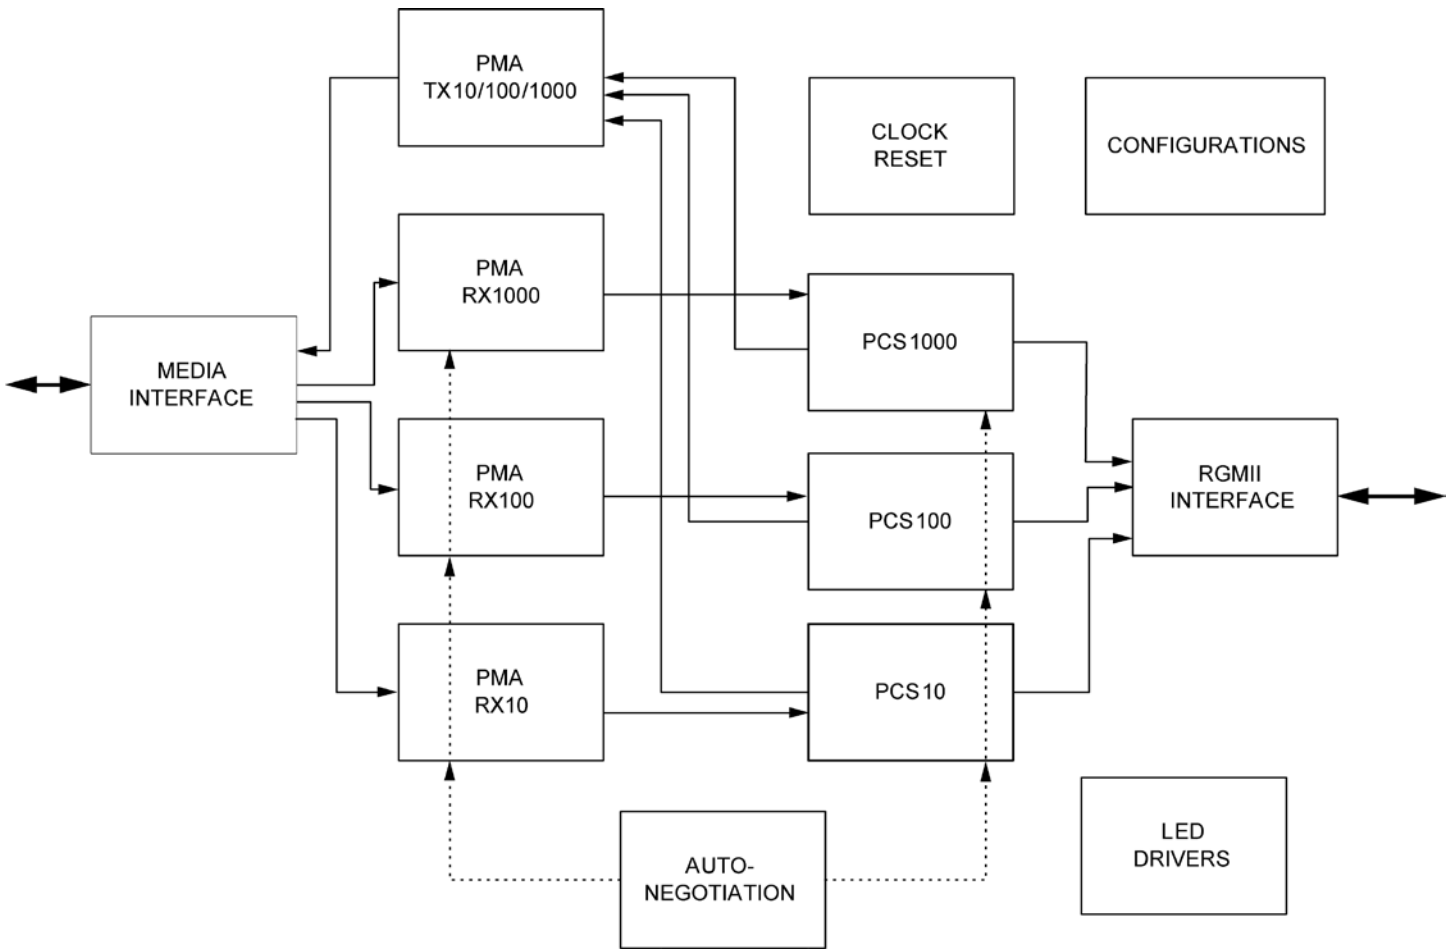 PMA
TX10/100/1000
CLOCK
RESET
CONFIGURATIONS
PMA
RX1000
PCS1000
MEDIA
INTERFACE
PMA
RX100
PCS100
RGMII
INTERFACE
PMA
RX10
PCS10
AUTO-
NEGOTIATION
LED
DRIVERS